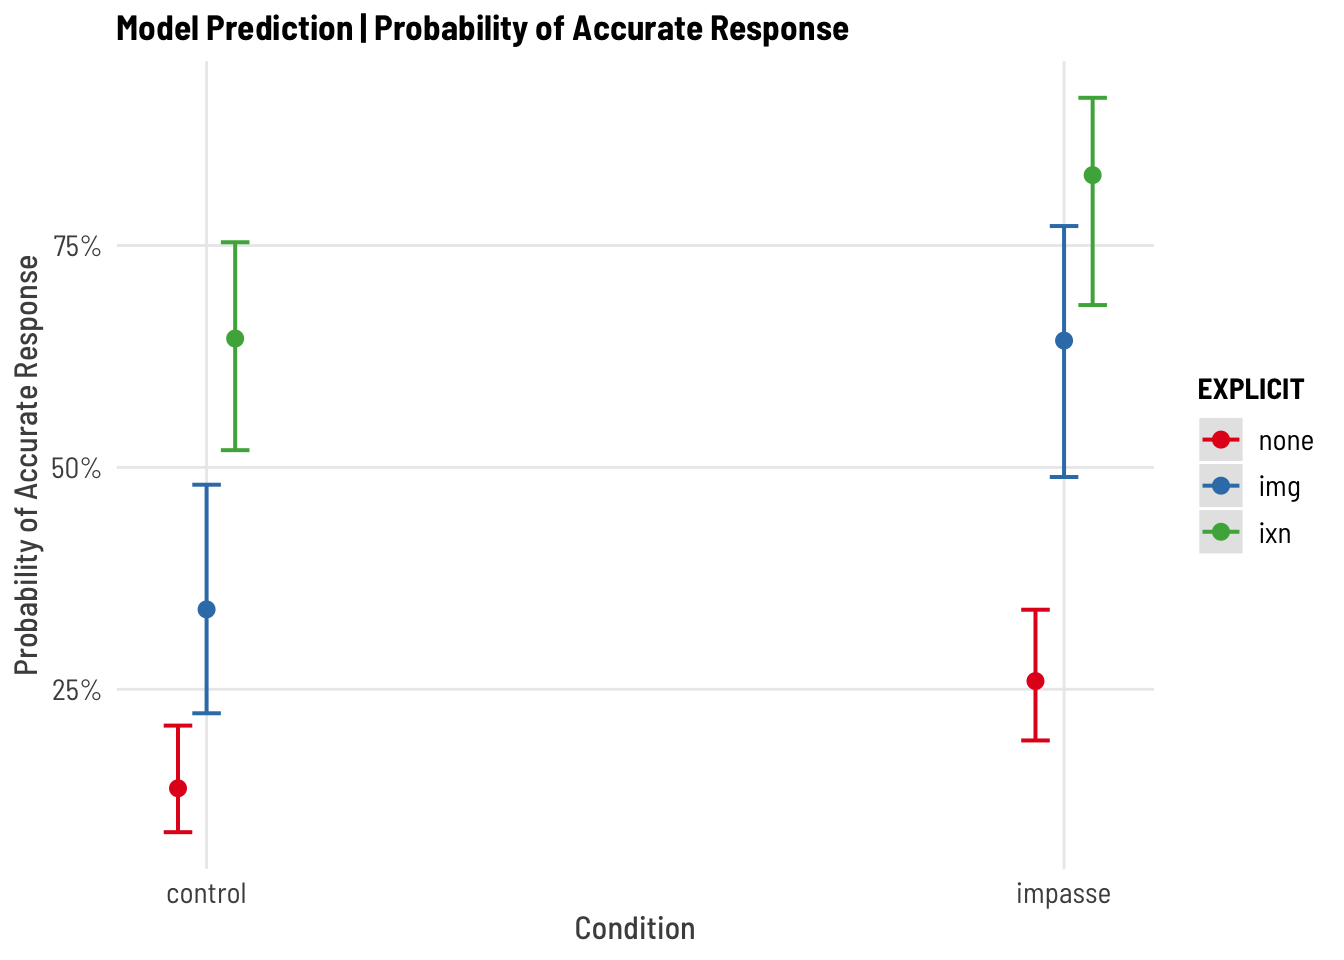 Model Prediction | Probability of Accurate Response
Probability of Accurate Response
75%
50%
25%
control
impasse
Condition
EXPLICIT
none
img
ixn